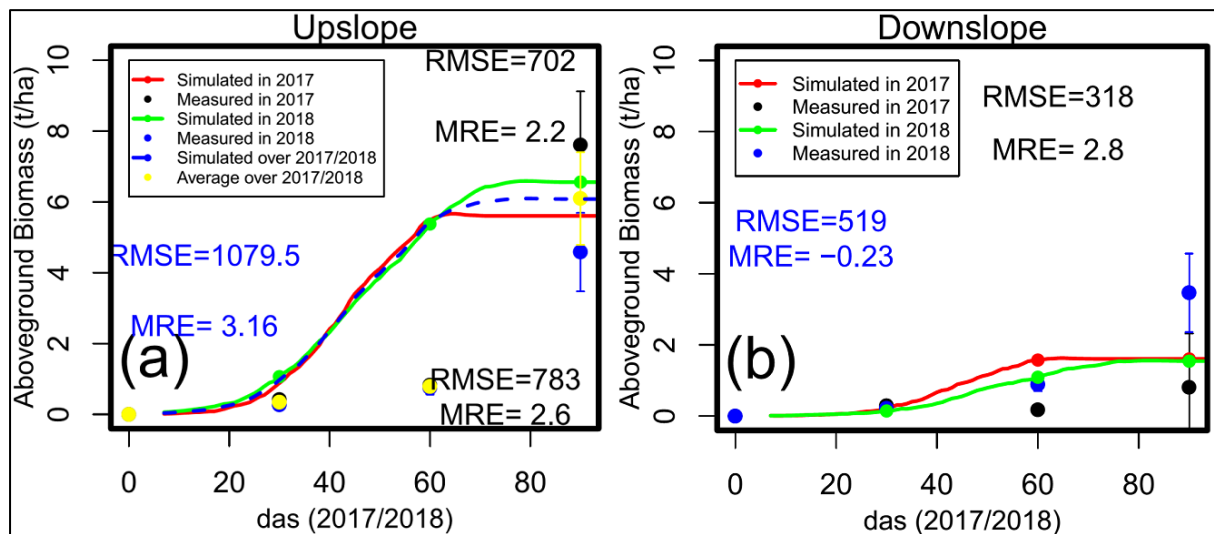 Upslope
Aboveground Biomass (t/ha)
10
8
6
4
2
0
Simulated in 2017
Measured in 2017
Simulated in 2018
Measured in 2018
Simulated over 2017/2018
Average over 2017/2018
RMSE=702
MRE= 2.2
RMSE=1079.5
MRE= 3.16
(a)
RMSE=783
MRE= 2.6
0 20 40 60 80
das (2017/2018)
Downslope
Aboveground Biomass (t/ha)
10
8
6
4
2
0
Simulated in 2017
Measured in 2017
Simulated in 2018
Measured in 2018
RMSE=318
MRE= 2.8
RMSE=519
MRE= −0.23
(b)
0 20 40 60 80
das (2017/2018)